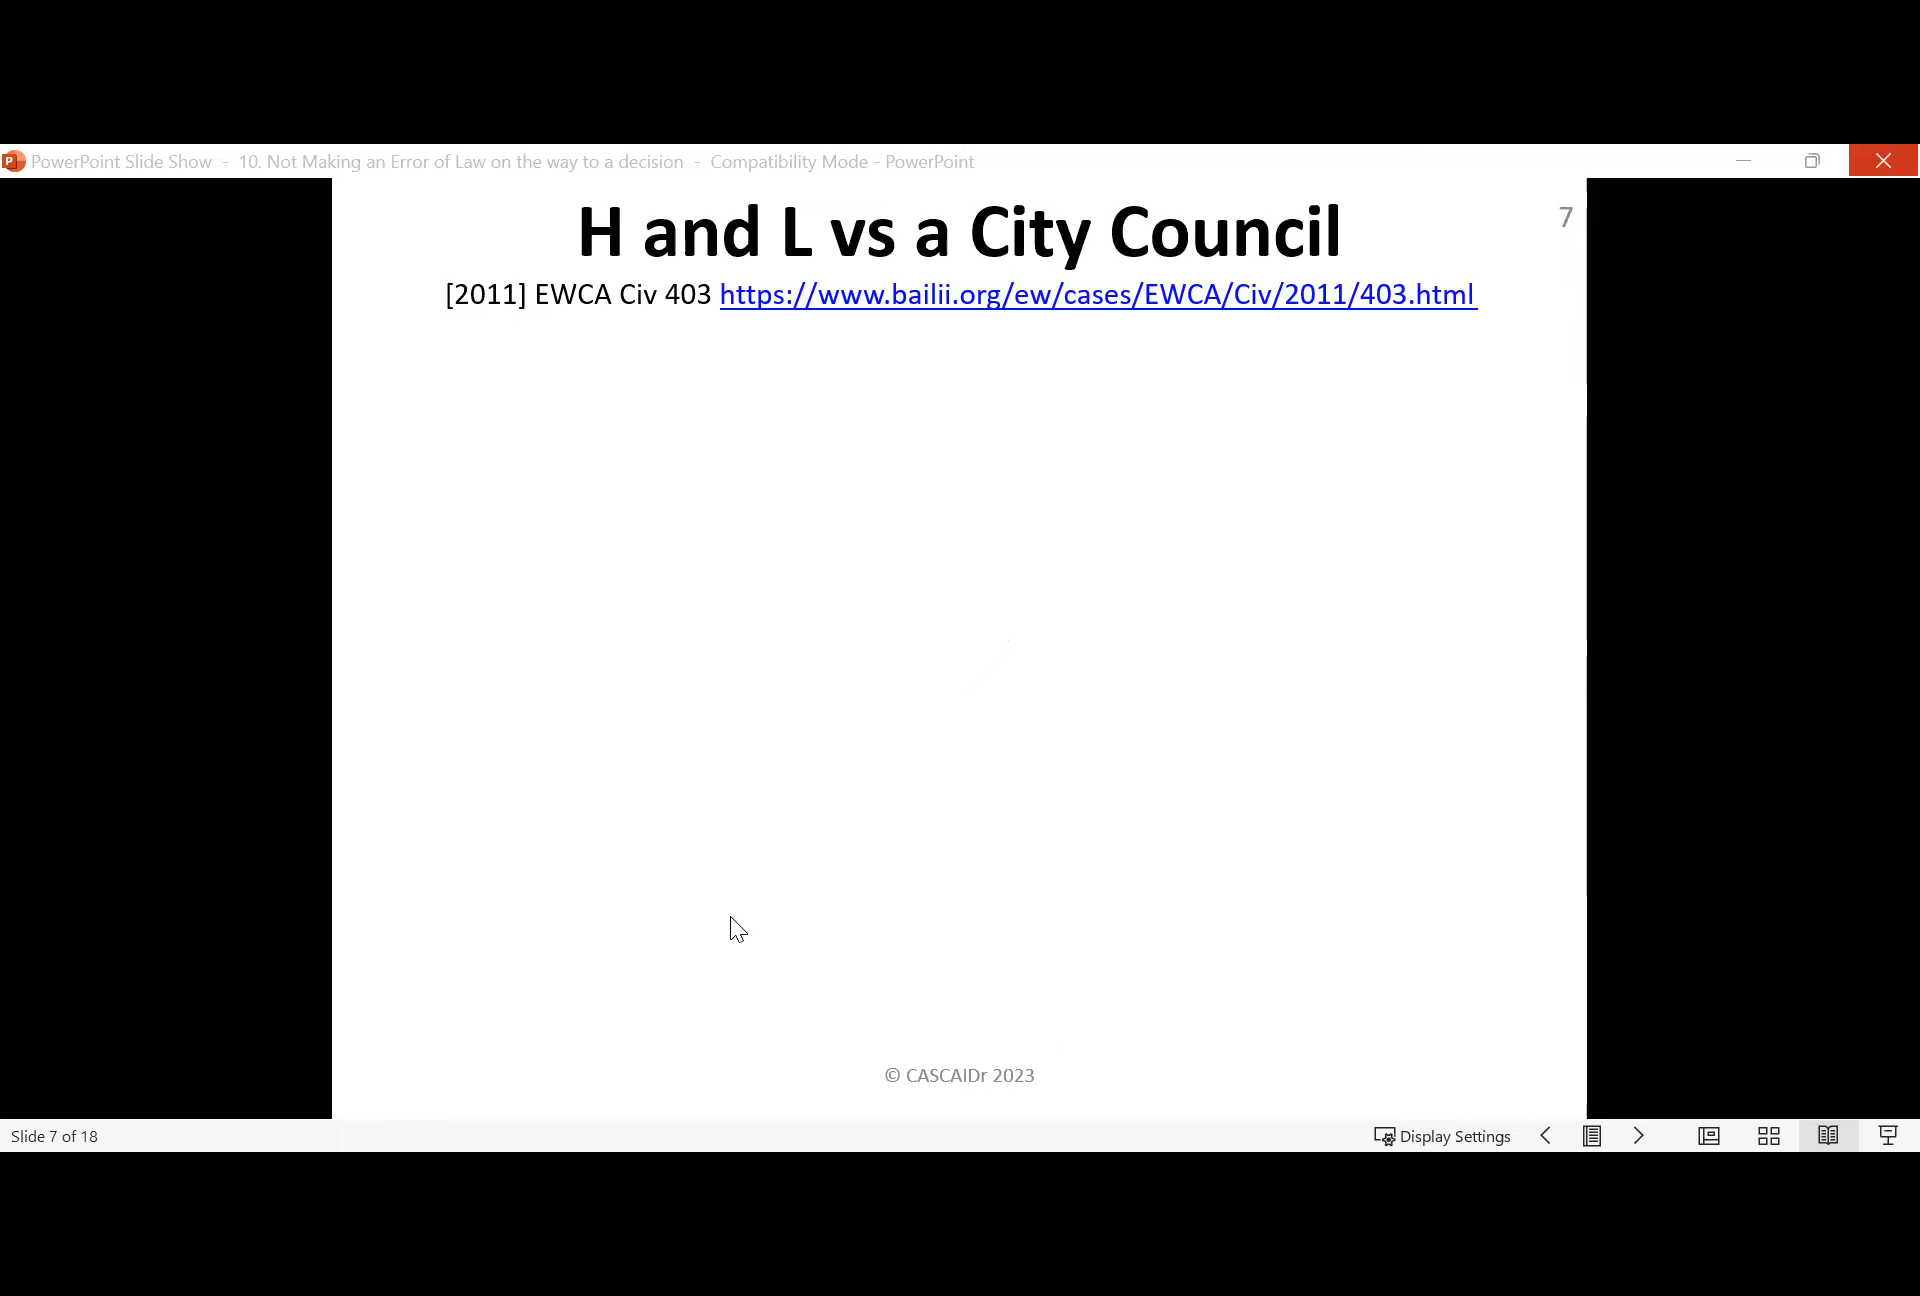 PowerPoint Slide Show - 10. Not Making an Error of Law on the way to a decision - Compatibility Mode - PowerPoint
H and L vs a City Council
7
[2011] EWCA Civ 403 https://www.bailii.org/ew/cases/EWCA/Civ/2011/403.html
© CASCAIDr 2023
Slide 7 of 18
Display Settings